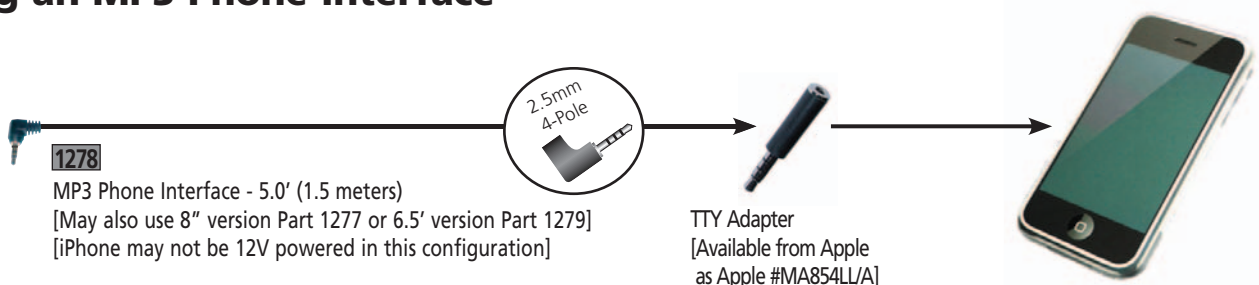 g an MP3 Phone Interface
2.5mm
4-Pole
1278
MP3 Phone Interface - 5.0' (1.5 meters)
[May also use 8" version Part 1277 or 6.5' version Part 1279]
[iPhone may not be 12V powered in this configuration]
TTY Adapter
[Available from Apple
as Apple #MA854LL/A]